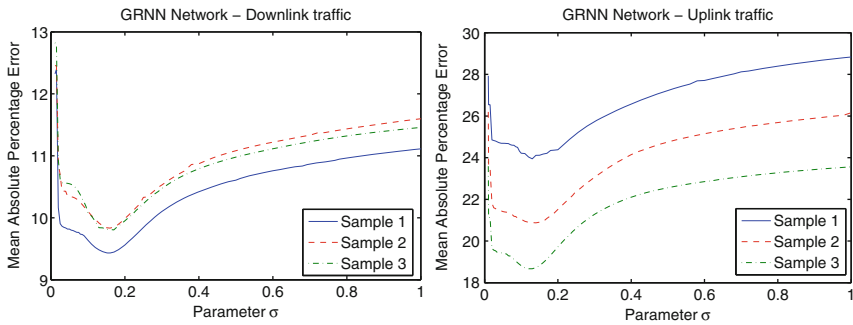 GRNN Network – Downlink traffic
Mean Absolute Percentage Error
13
12
11
10
9
0
0.2
0.4
0.6
0.8
1
Parameter σ
Sample 1
Sample 2
Sample 3
GRNN Network – Uplink traffic
Mean Absolute Percentage Error
30
28
26
24
22
20
18
0
0.2
0.4
0.6
0.8
1
Parameter σ
Sample 1
Sample 2
Sample 3